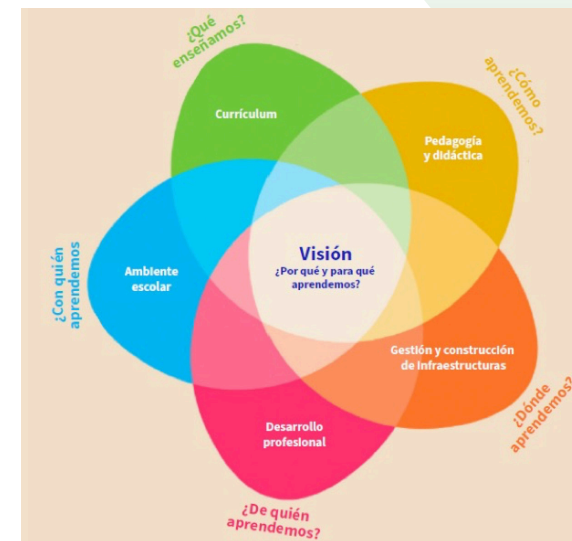 ¿Qué
enseñamos?
Currículum
¿Cómo
aprendemos?
Pedagogía
y didáctica
Visión
¿Por qué y para qué
aprendemos?
¿Con quién
aprendemos
Ambiente
escolar
Gestión y construcción
de infraestructuras
¿Dónde
aprendemos?
Desarrollo
profesional
¿De quién
aprendemos?